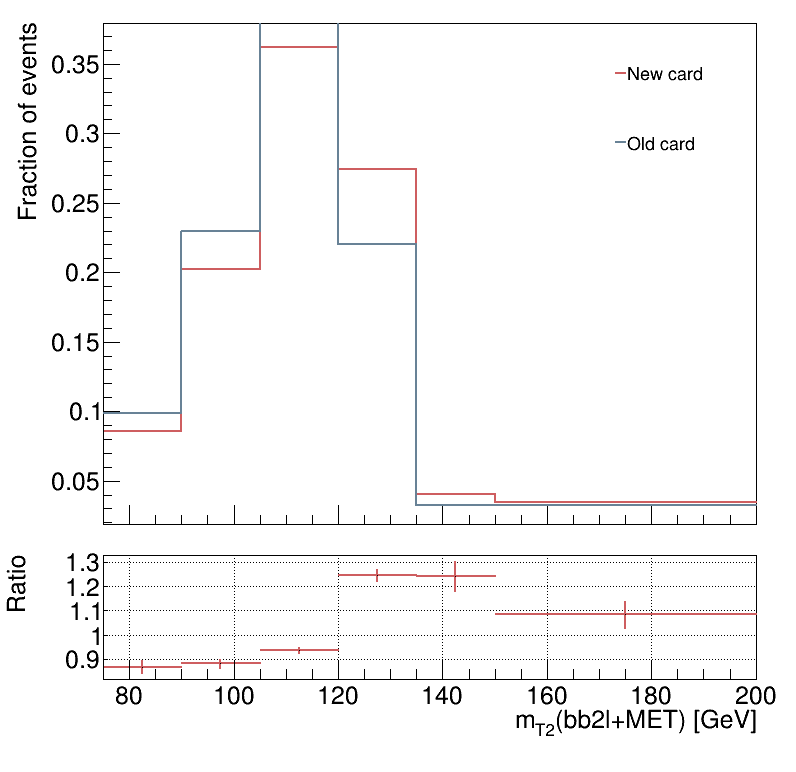 Fraction of events
0.35
0.3
0.25
0.2
0.15
0.1
0.05
New card
Old card
Ratio
1.3
1.2
1.1
1
0.9
80 100 120 140 160 180 200
m_T2(bb2l+MET) [GeV]